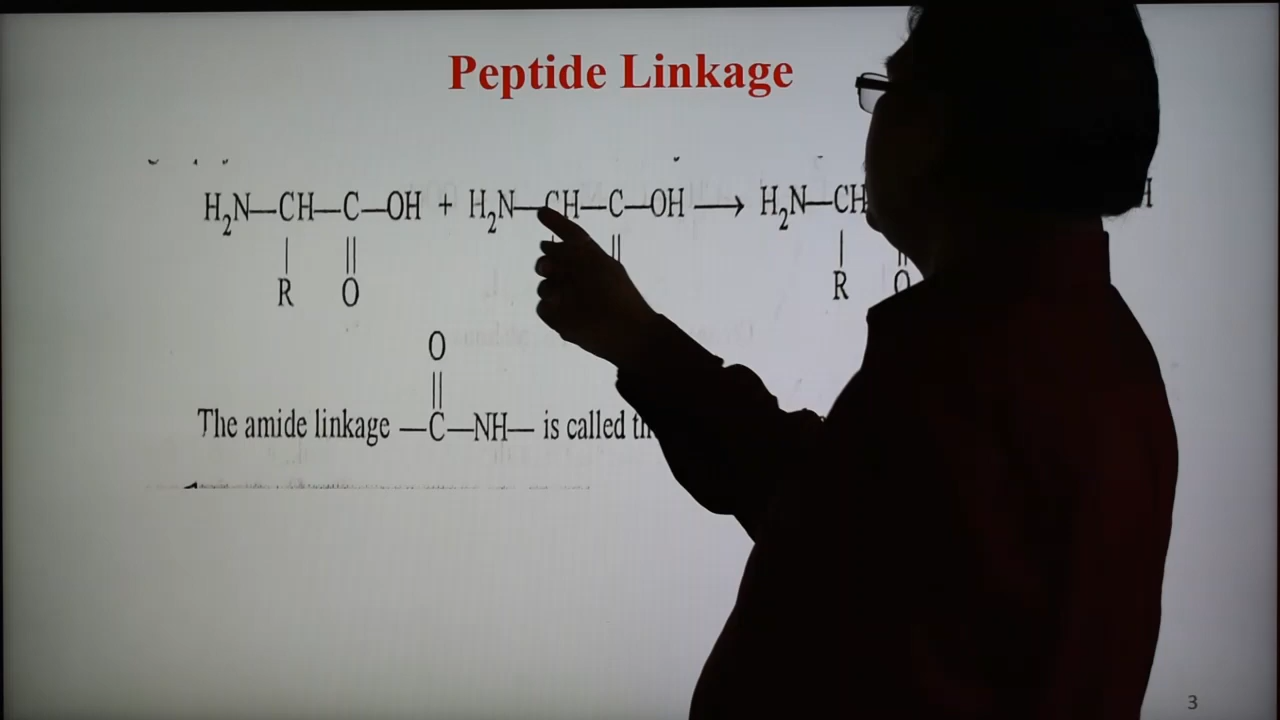 Peptide Linkage
H₂N—CH—C—OH + H₂N—CH—C—OH ⟶ H₂N—CH
R O R O
O
The amide linkage —C—NH— is called
3